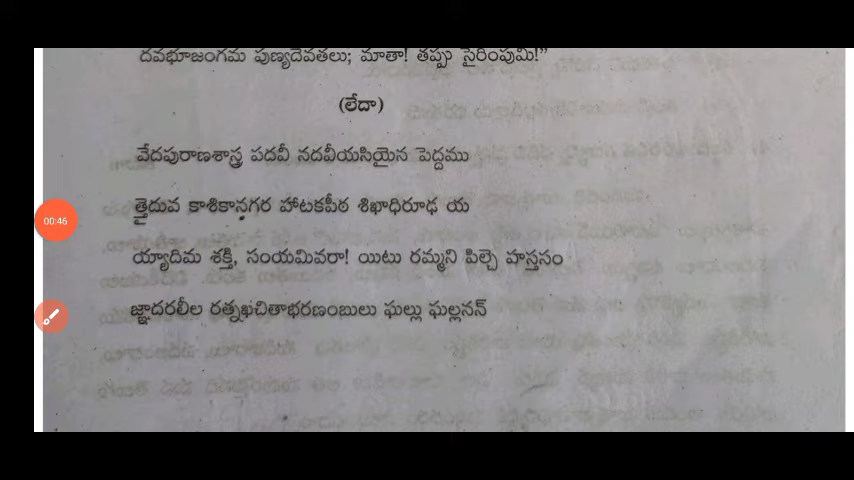 దవభూజంగమ పుణ్యదేవతలు; మాతా! తప్పు సైరింపుమి!"
(లేదా)
వేదపురాణశాస్త్ర పదవీ నదవీయసియైన పెద్దము
త్తైదువ కాశికానగర హాటకపీఠ శిఖాధిరూఢ య
య్యాదిమ శక్తి, సంయమివరా! యిటు రమ్మని పిల్చె హస్తసం
జ్ఞాదరలీల రత్నఖచితాభరణంబులు ఘల్లు ఘల్లనన్
00:46